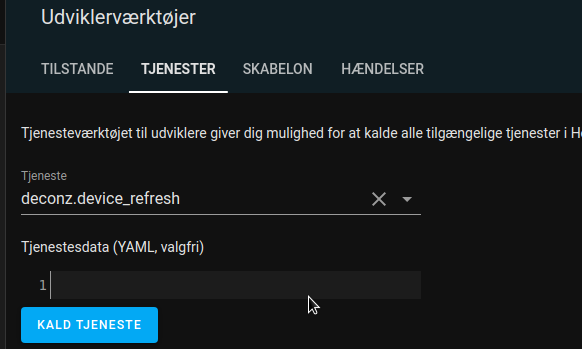 Udviklerværktøjer
TILSTANDE TJENESTER SKABELON HÆNDELSER
Tjenesteværktøjet til udviklere giver dig mulighed for at kalde alle tilgængelige tjenester i H
Tjeneste
deconz.device_refresh
Tjenestesdata (YAML, valgfri)
1
KALD TJENESTE